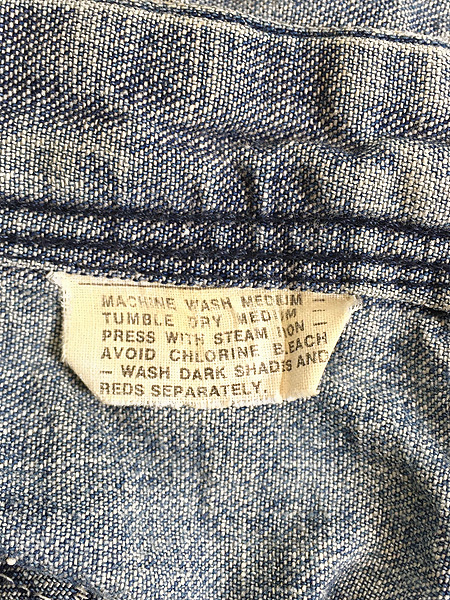 MACHINE WASH MEDIUM —
TUMBLE DRY MEDIUM —
PRESS WITH STEAM IRON —
AVOID CHLORINE BLEACH
— WASH DARK SHADES AND
REDS SEPARATELY.